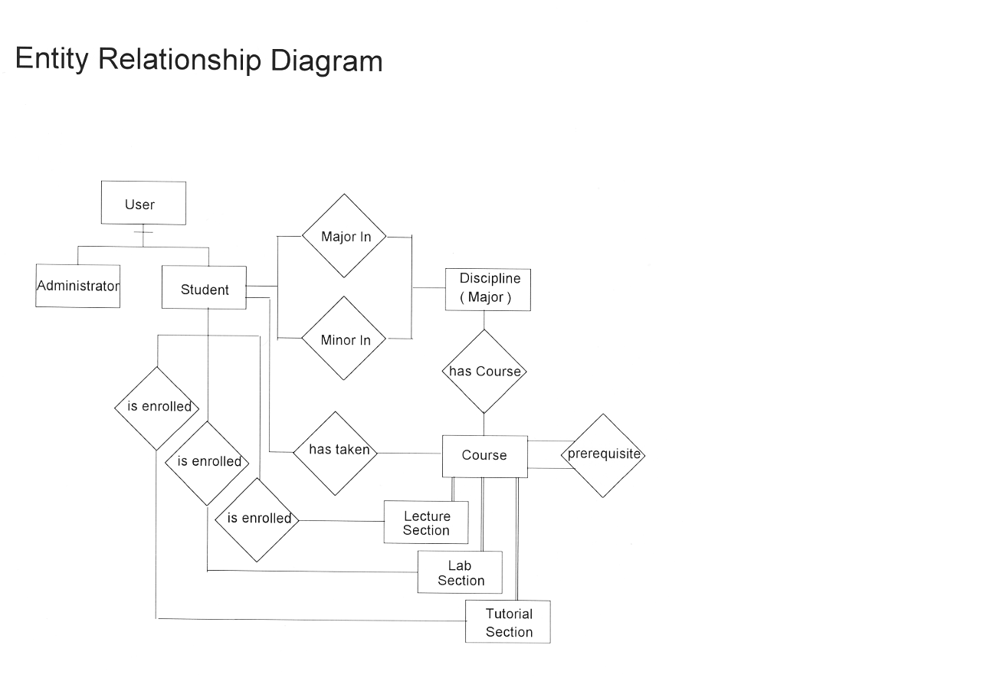 Entity Relationship Diagram
User
Major In
Discipline
( Major )
Administrator
Student
Minor In
has Course
is enrolled
has taken
Course
prerequisite
is enrolled
is enrolled
Lecture
Section
Lab
Section
Tutorial
Section